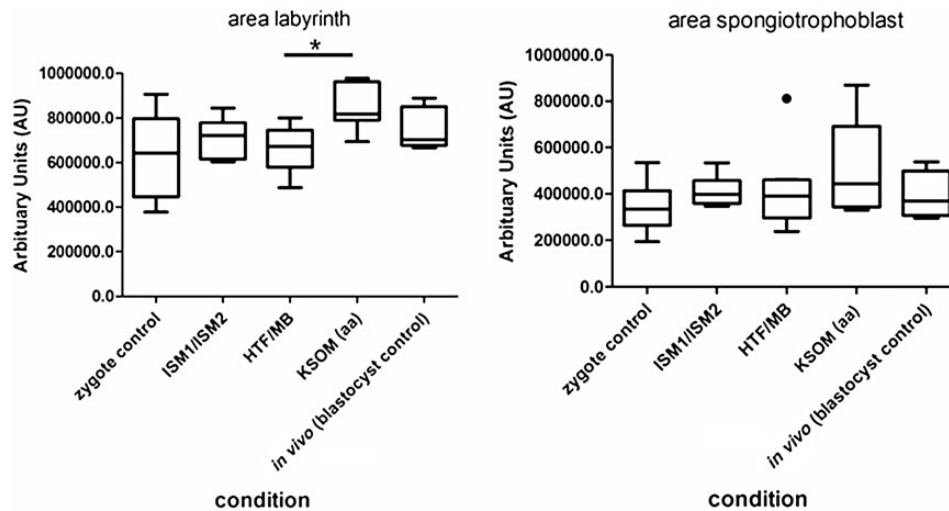 area labyrinth
*
Arbituary Units (AU)
1000000.0
800000.0
600000.0
400000.0
200000.0
0.0
zygote control
ISM1/ISM2
HTF/MB
KSOM (aa)
in vivo (blastocyst control)
condition
area spongiotrophoblast
Arbituary Units (AU)
1000000.0
800000.0
600000.0
400000.0
200000.0
0.0
zygote control
ISM1/ISM2
HTF/MB
KSOM (aa)
in vivo (blastocyst control)
condition